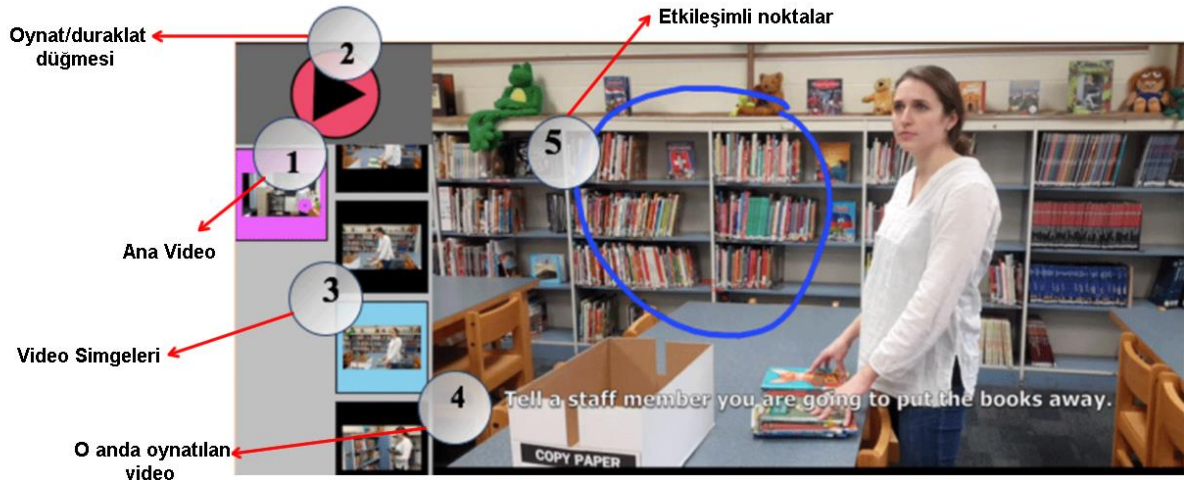 Etkileşimli noktalar
Oynat/duraklat
düğmesi
2
5
1
Ana Video
3
Video Simgeleri
4
Tell a staff member you are going to put the books away.
O anda oynatılan
video
COPY PAPER